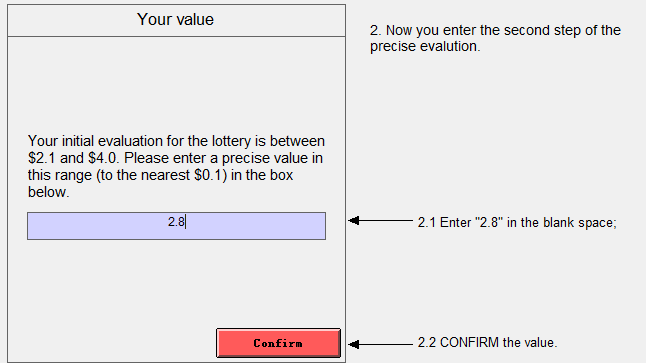 Your value
2. Now you enter the second step of the
precise evalution.
Your initial evaluation for the lottery is between
$2.1 and $4.0. Please enter a precise value in
this range (to the nearest $0.1) in the box
below.
2.8
2.1 Enter "2.8" in the blank space;
Confirm
2.2 CONFIRM the value.